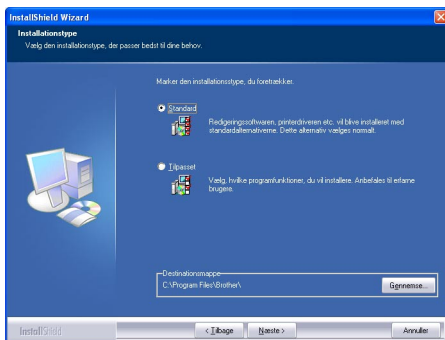 InstallShield Wizard
Installationstype
Vælg den installationstype, der passer bedst til dine behov.
Marker den installationsstype, du foretrækker.
Standard
Redigeringssoftwaren, printerdriveren etc. vil blive installeret med
standardalternativerne. Dette alternativ vælges normalt.
Tilpasset
Vælg, hvilke programfunktioner, du vil installere. Anbefales til erfarne
brugere.
Destinationsmappe
C:\Program Files\Brother\
Gennemse...
InstallShield
< Tilbage
Næste >
Annuller